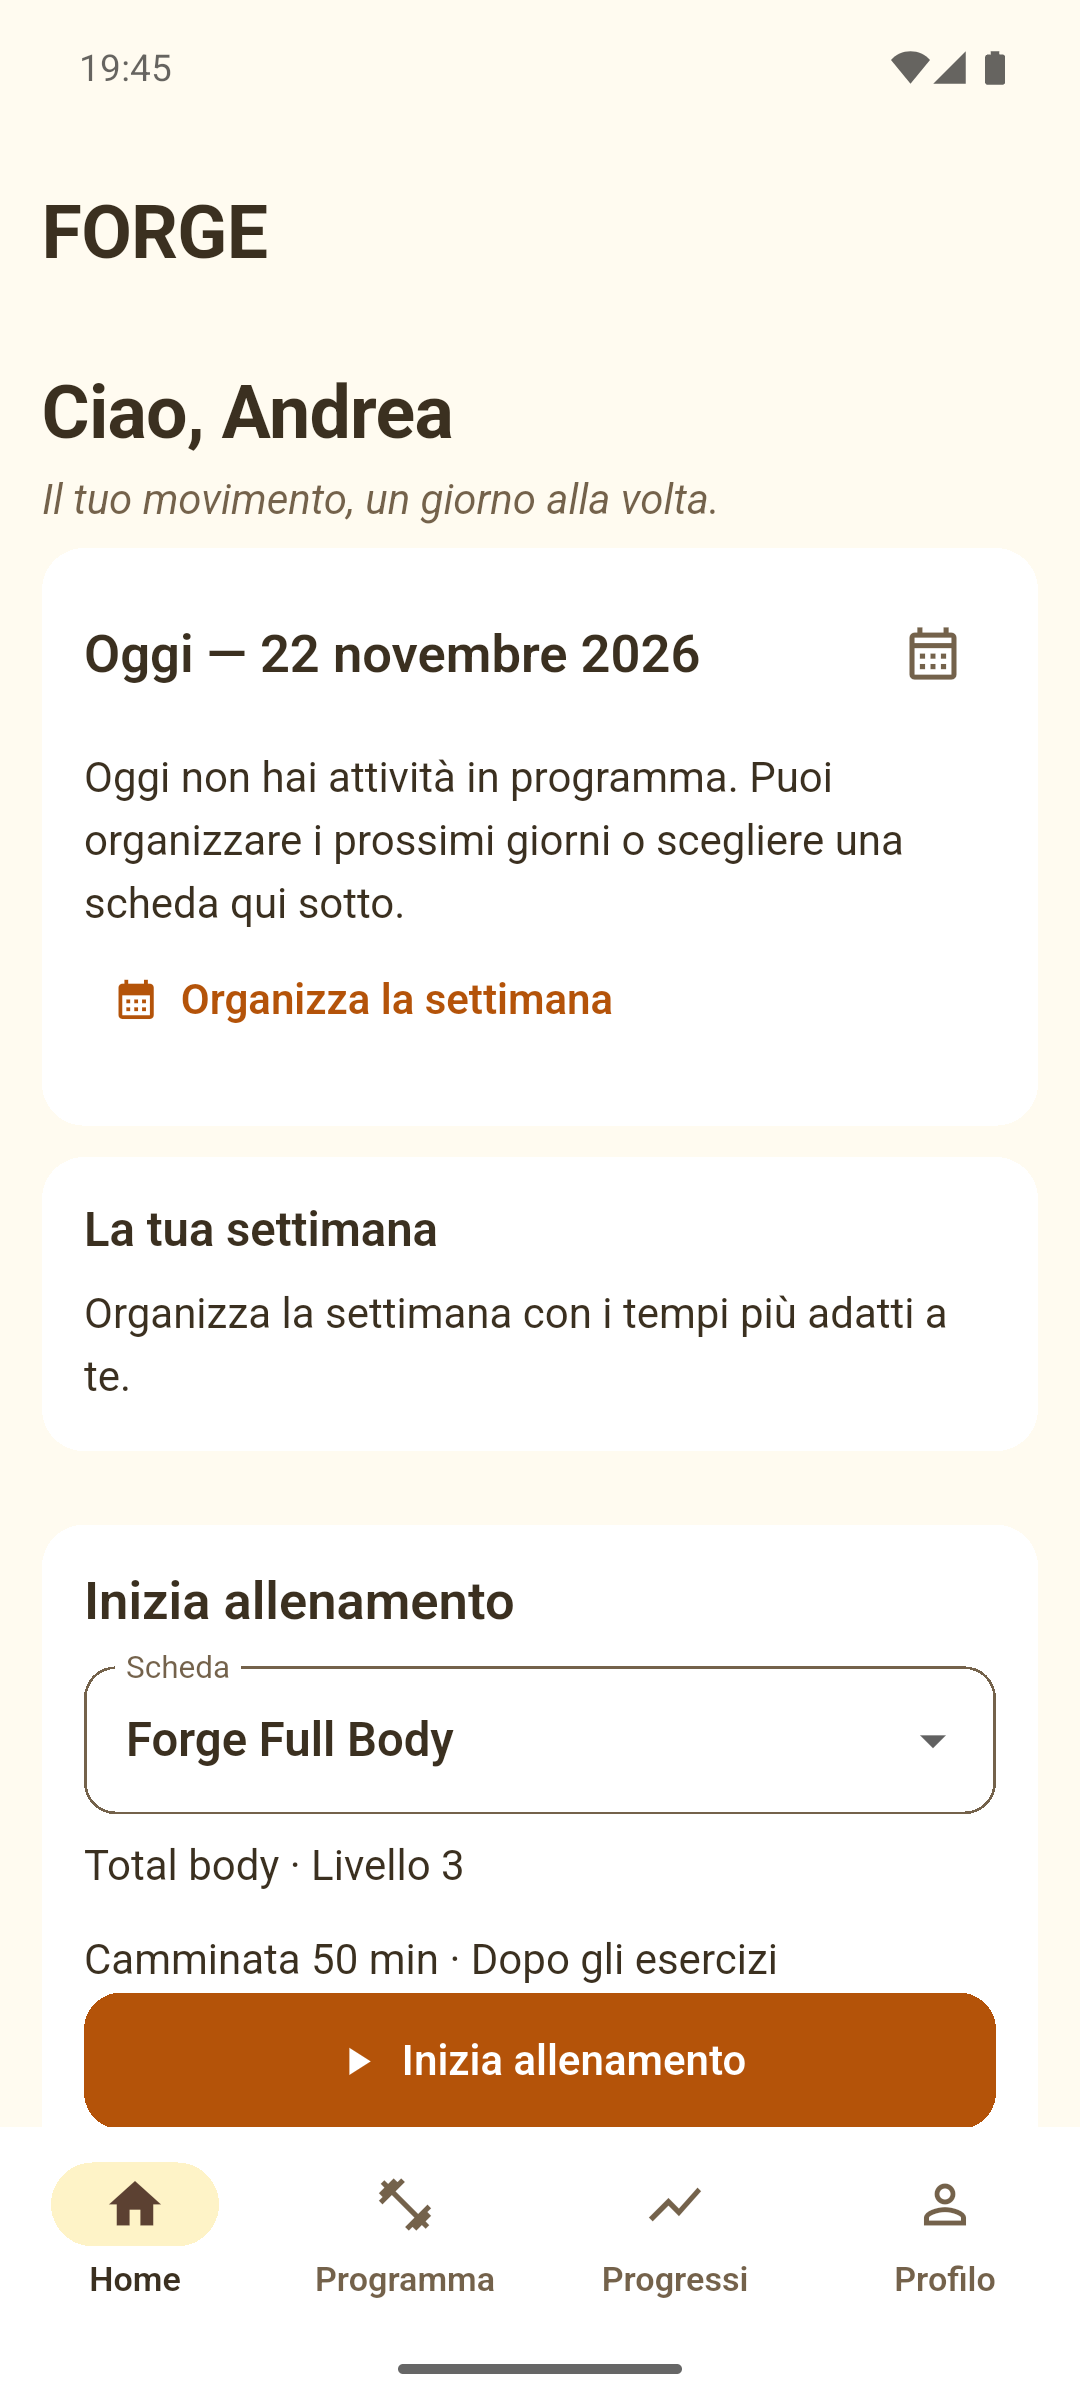 19:45
FORGE
Ciao, Andrea
Il tuo movimento, un giorno alla volta.
Oggi — 22 novembre 2026
Oggi non hai attività in programma. Puoi
organizzare i prossimi giorni o scegliere una
scheda qui sotto.
Organizza la settimana
La tua settimana
Organizza la settimana con i tempi più adatti a
te.
Inizia allenamento
Scheda
Forge Full Body
Total body · Livello 3
Camminata 50 min · Dopo gli esercizi
Inizia allenamento
Home
Programma
Progressi
Profilo